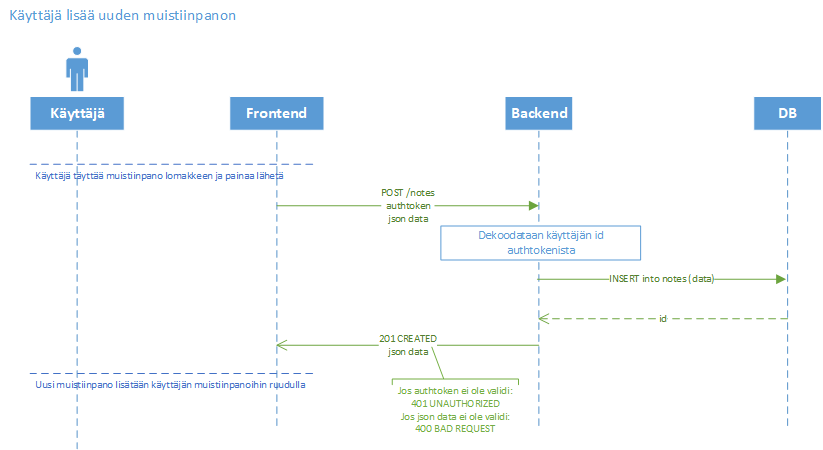 Käyttäjä lisää uuden muistiinpanon
Käyttäjä
Frontend
Backend
DB
Käyttäjä täyttää muistiinpano lomakkeen ja painaa lähetä
POST /notes
authtoken
json data
Dekoodataan käyttäjän id
authtokenista
INSERT into notes (data)
id
201 CREATED
json data
Uusi muistiinpano lisätään käyttäjän muistiinpanoihin ruudulla
Jos authtoken ei ole validi:
401 UNAUTHORIZED
Jos json data ei ole validi:
400 BAD REQUEST